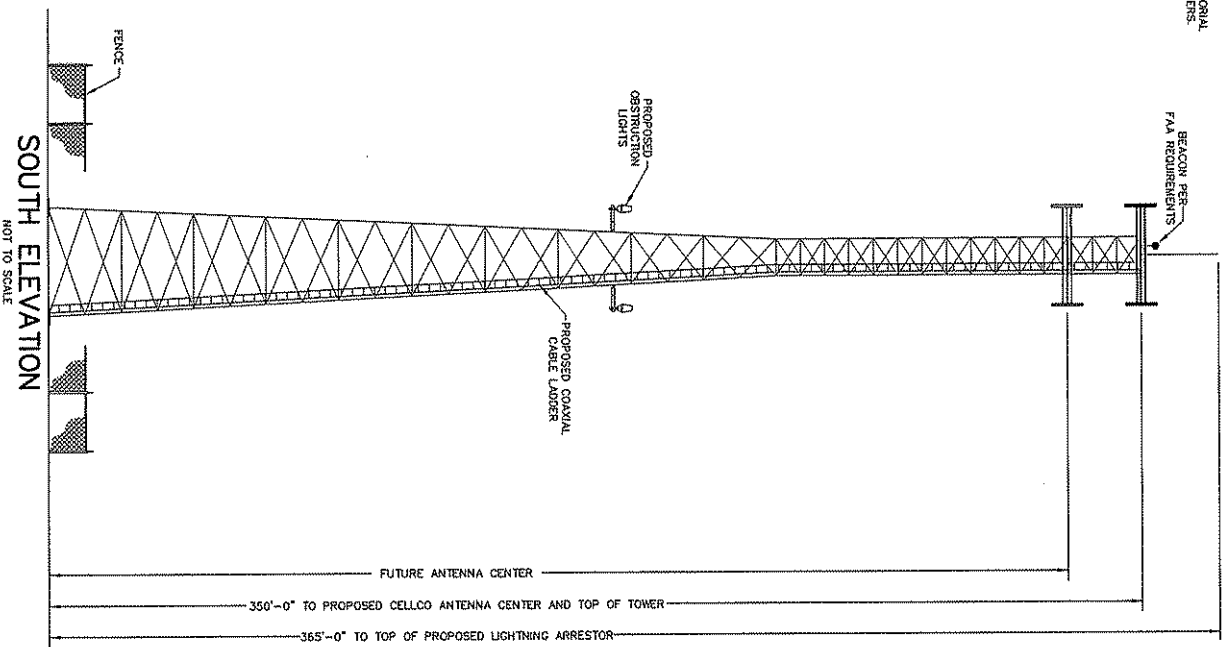 ORIAL
ERS.
BEACON PER
FAA REQUIREMENTS
PROPOSED
OBSTRUCTION
LIGHTS
FENCE
PROPOSED COAXIAL
CABLE LADDER
FUTURE ANTENNA CENTER
350'-0" TO PROPOSED CELLCO ANTENNA CENTER AND TOP OF TOWER
365'-0" TO TOP OF PROPOSED LIGHTNING ARRESTOR
SOUTH ELEVATION
NOT TO SCALE